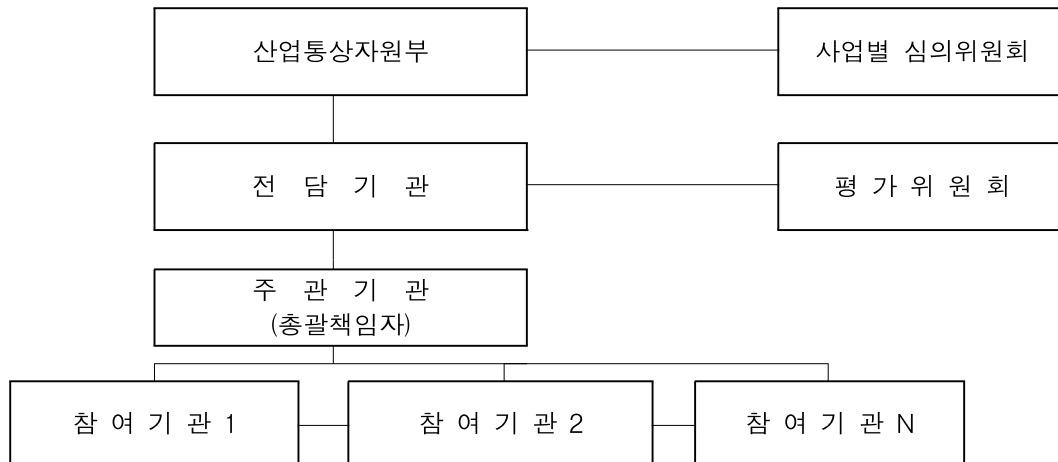 산업통상자원부
사업별 심의위원회
전 담 기 관
평 가 위 원 회
주 관 기 관
(총괄책임자)
참 여 기 관 1
참 여 기 관 2
참 여 기 관 N